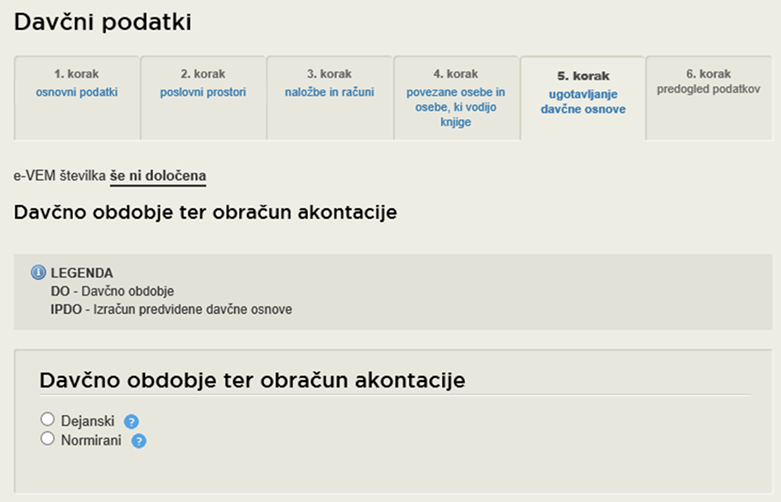 Davčni podatki
1. korak
osnovni podatki
2. korak
poslovni prostori
3. korak
naložbe in računi
4. korak
povezane osebe in
osebe, ki vodijo
knjige
5. korak
ugotavljanje
davčne osnove
6. korak
predogled podatkov
e-VEM številka še ni določena
Davčno obdobje ter obračun akontacije
LEGENDA
DO - Davčno obdobje
IPDO - Izračun predvidene davčne osnove
Davčno obdobje ter obračun akontacije
Dejanski ?
Normirani ?